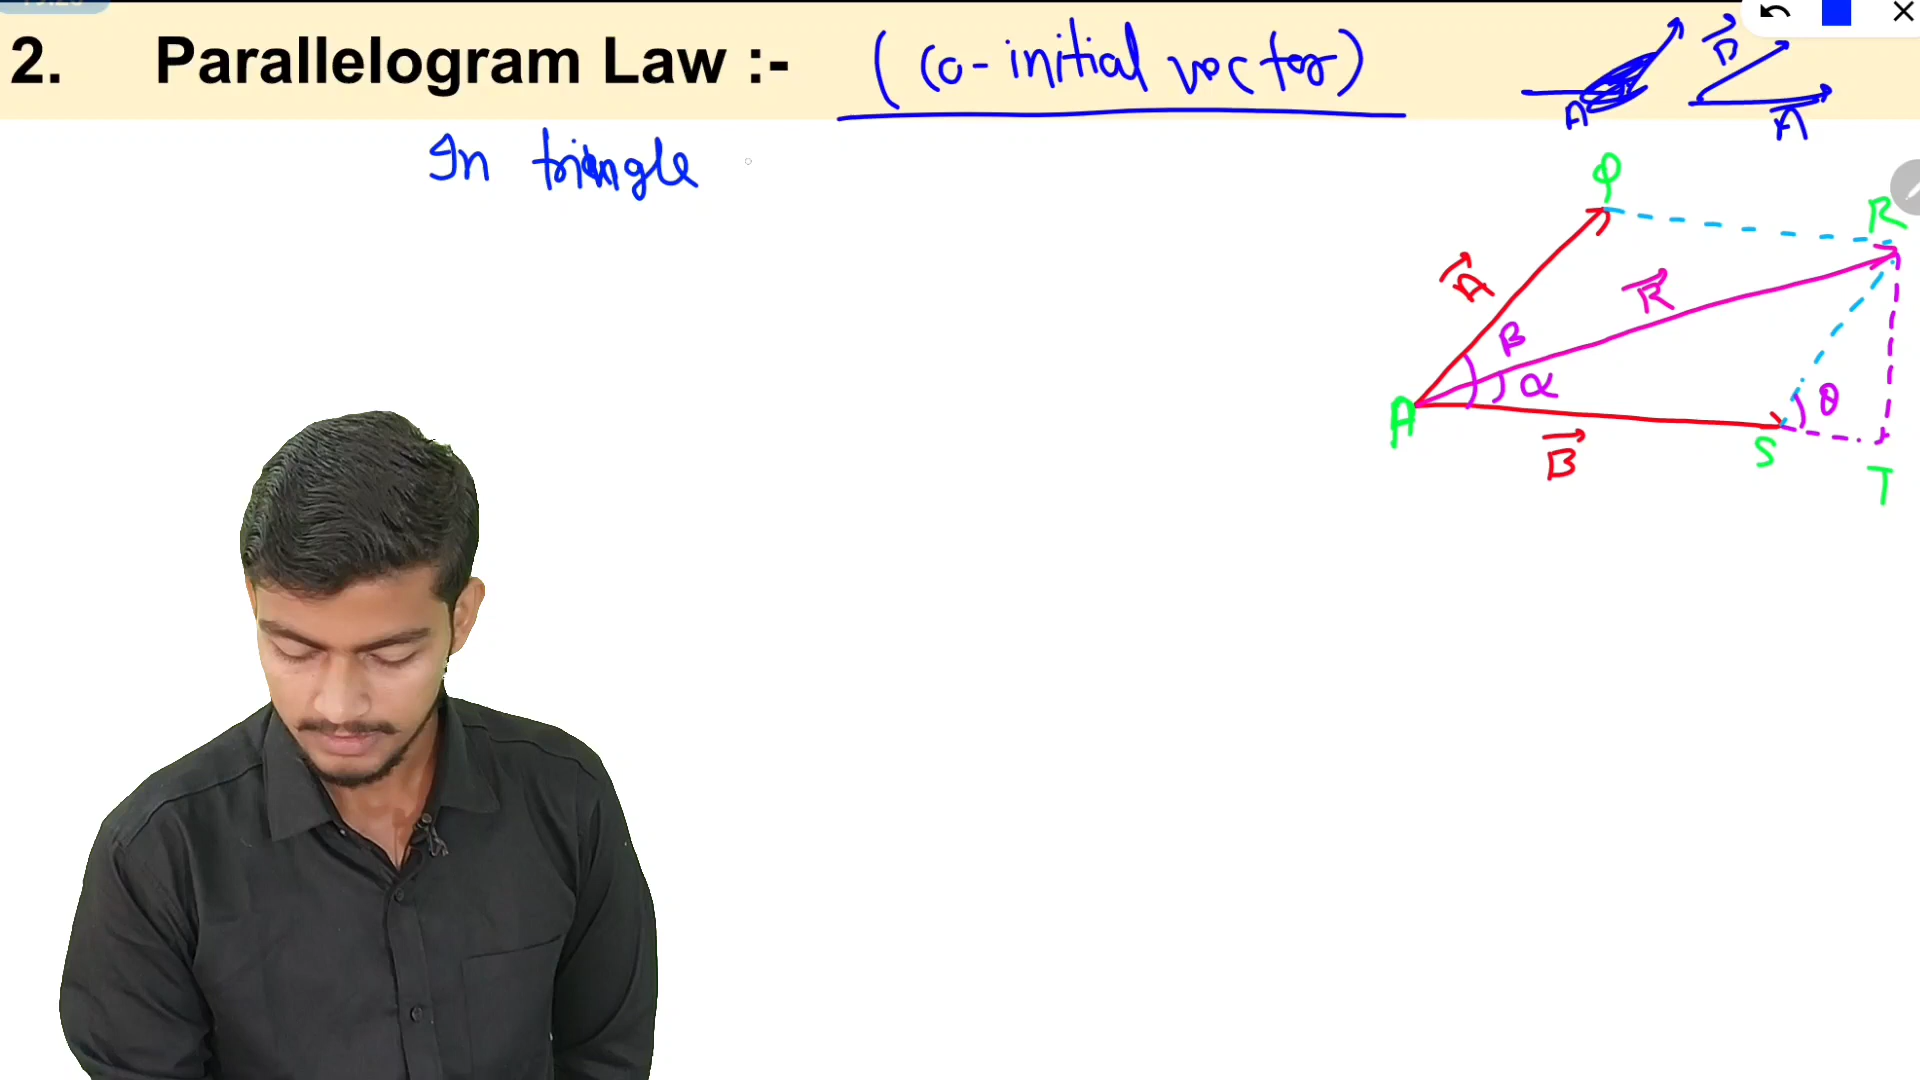 2. Parallelogram Law :- (co-initial vector)
A A
In triangle
Q
R
A
R
β
α
θ
A
B
S
T